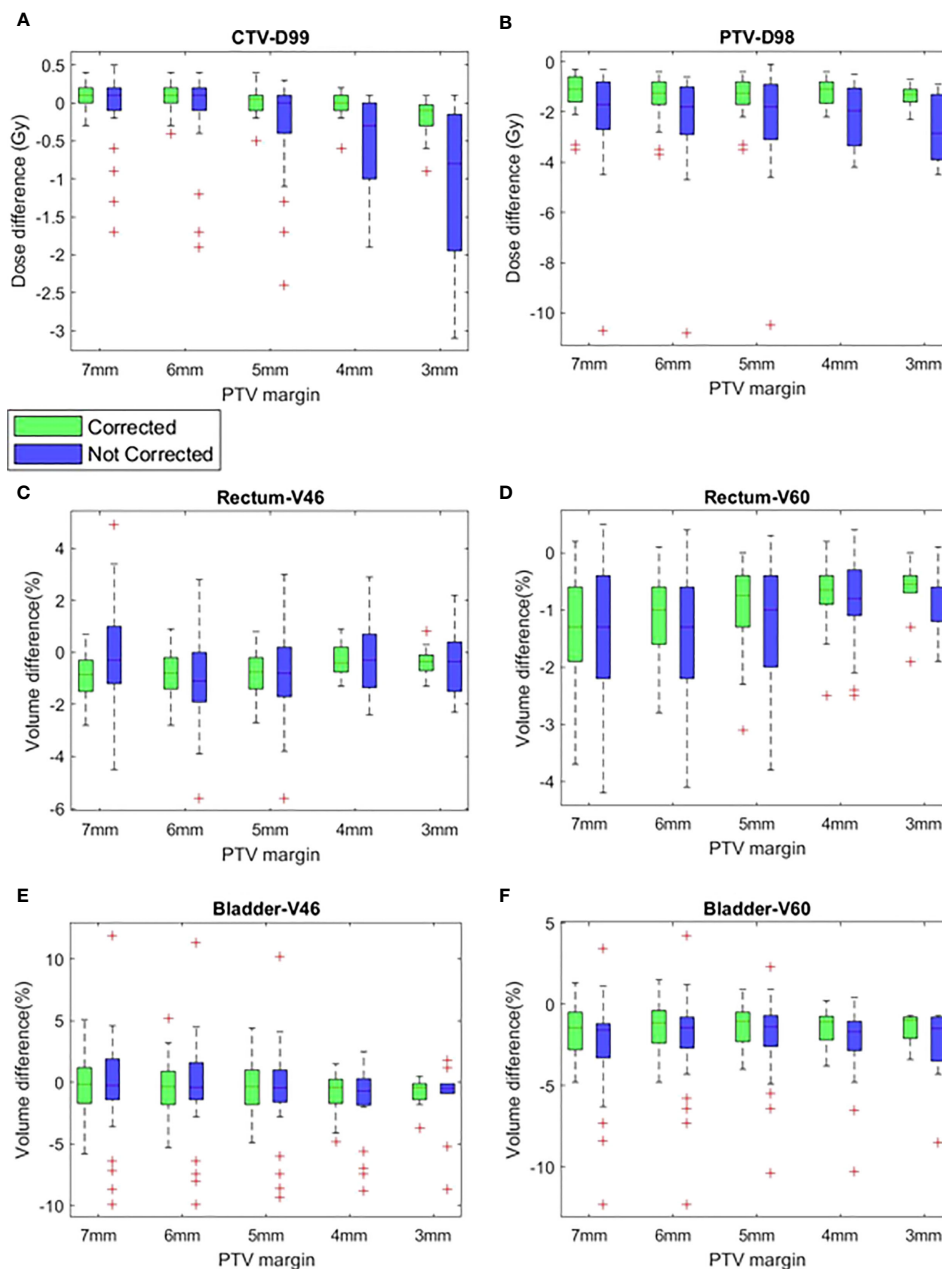 A
CTV-D99
Dose difference (Gy)
0.5
0
-0.5
-1
-1.5
-2
-2.5
-3
7mm 6mm 5mm 4mm 3mm
PTV margin
B
PTV-D98
Dose difference (Gy)
0
-2
-4
-6
-8
-10
7mm 6mm 5mm 4mm 3mm
PTV margin
Corrected
Not Corrected
C
Rectum-V46
Volume difference(%)
4
2
0
-2
-4
-6
7mm 6mm 5mm 4mm 3mm
PTV margin
D
Rectum-V60
Volume difference(%)
0
-1
-2
-3
-4
7mm 6mm 5mm 4mm 3mm
PTV margin
E
Bladder-V46
Volume difference(%)
10
5
0
-5
-10
7mm 6mm 5mm 4mm 3mm
PTV margin
F
Bladder-V60
Volume difference(%)
5
0
-5
-10
7mm 6mm 5mm 4mm 3mm
PTV margin